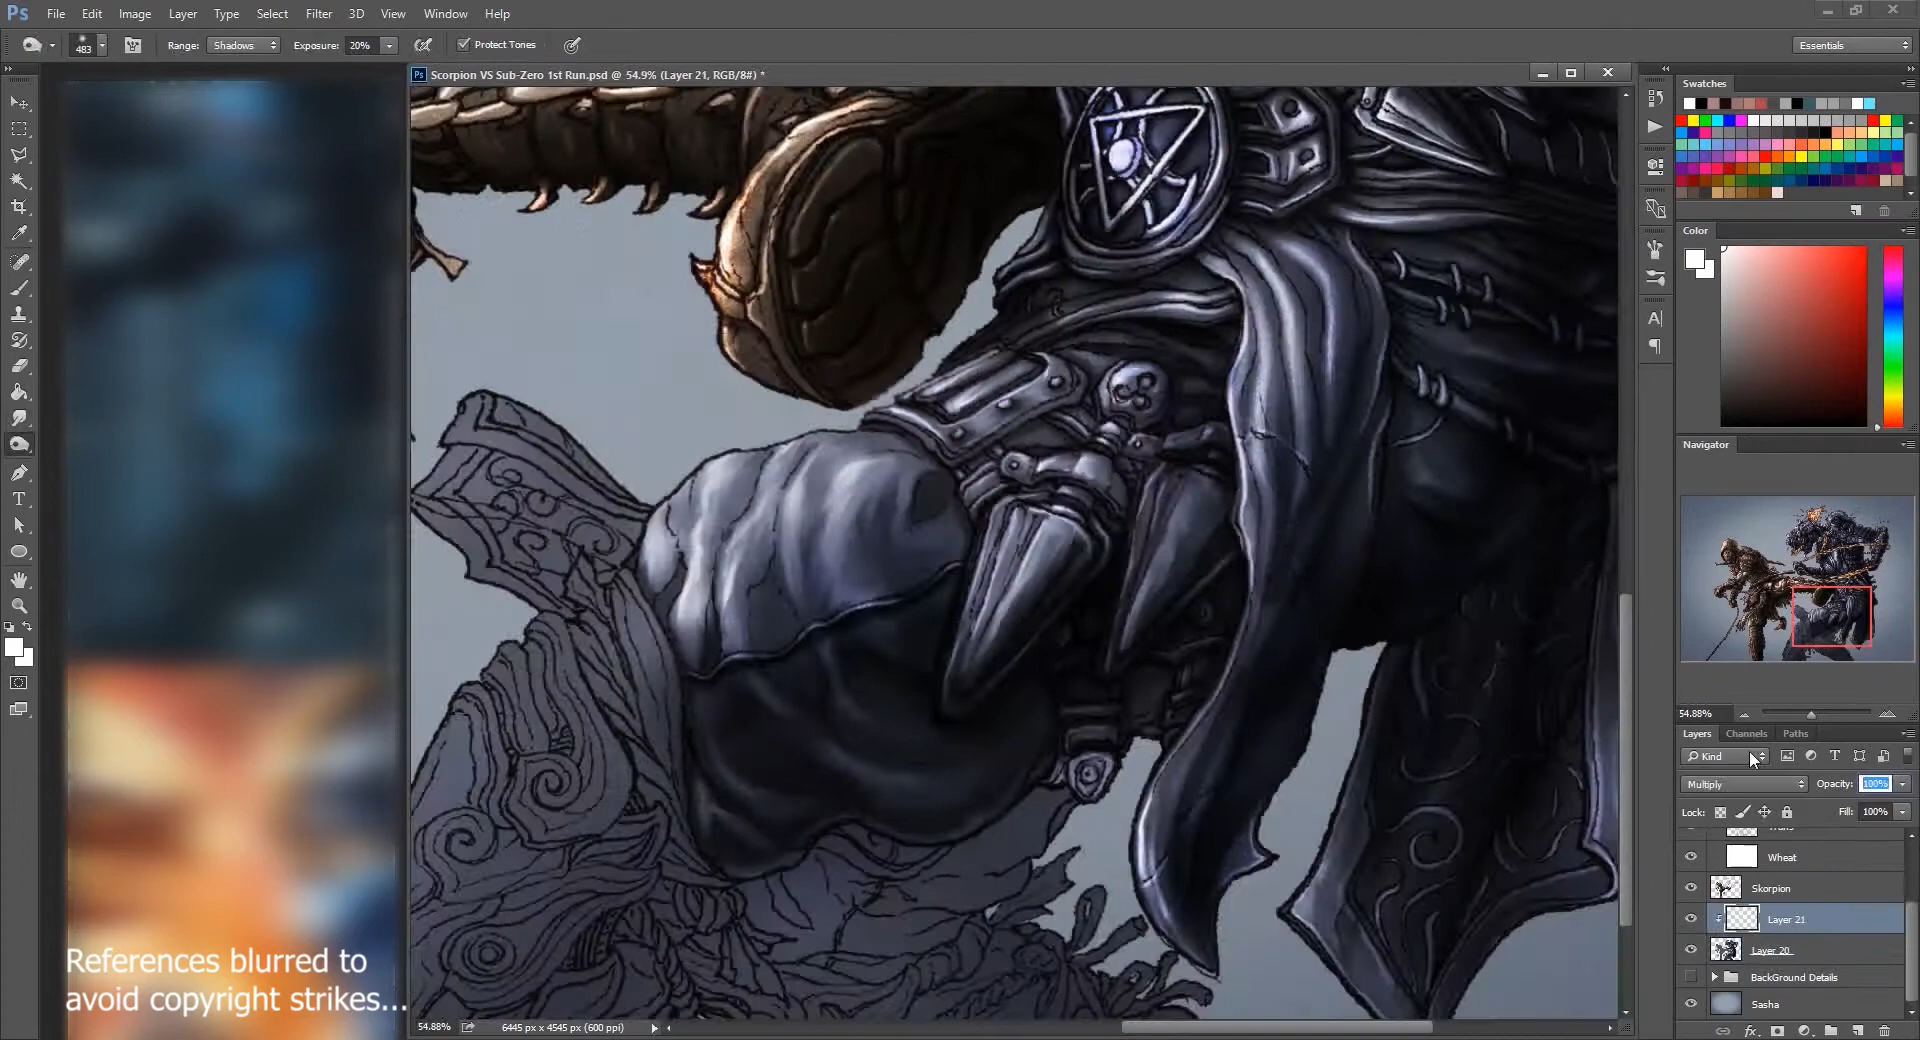 Ps File Edit Image Layer Type Select Filter 3D View Window Help
483 Range: Shadows Exposure: 20% Protect Tones Essentials
Ps Scorpion VS Sub-Zero 1st Run.psd @ 54.9% (Layer 21, RGB/8#) *
Swatches
Color
Navigator
54.88%
Layers Channels Paths
Kind
Multiply Opacity: 100%
Lock: Fill: 100%
Wheat
Skorpion
Layer 21
Layer 20
BackGround Details
Sasha
References blurred to
avoid copyright strikes...
54.88% 6445 px x 4545 px (600 ppi)